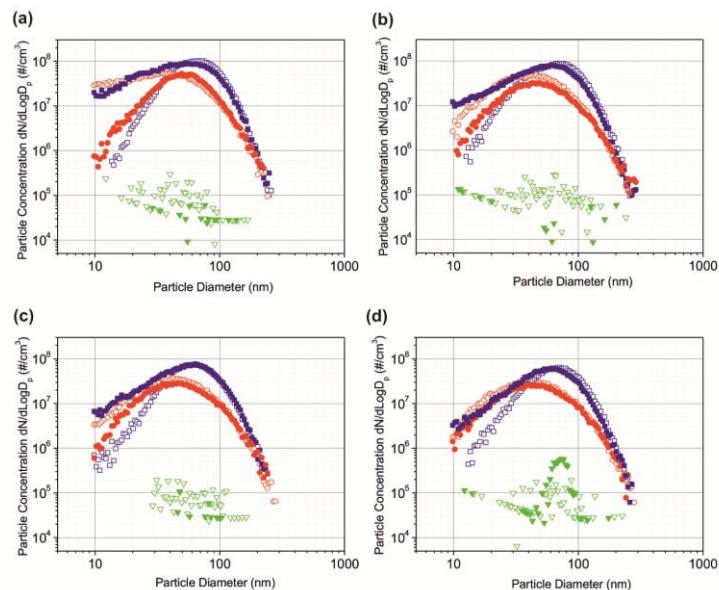 (a)
Particle Concentration dN/dLogDp (#/cm³)
10⁸
10⁷
10⁶
10⁵
10⁴
10 100 1000
Particle Diameter (nm)
(b)
Particle Concentration dN/dLogDp (#/cm³)
10⁸
10⁷
10⁶
10⁵
10⁴
10 100 1000
Particle Diameter (nm)
(c)
Particle Concentration dN/dLogDp (#/cm³)
10⁸
10⁷
10⁶
10⁵
10⁴
10 100 1000
Particle Diameter (nm)
(d)
Particle Concentration dN/dLogDp (#/cm³)
10⁸
10⁷
10⁶
10⁵
10⁴
10 100 1000
Particle Diameter (nm)